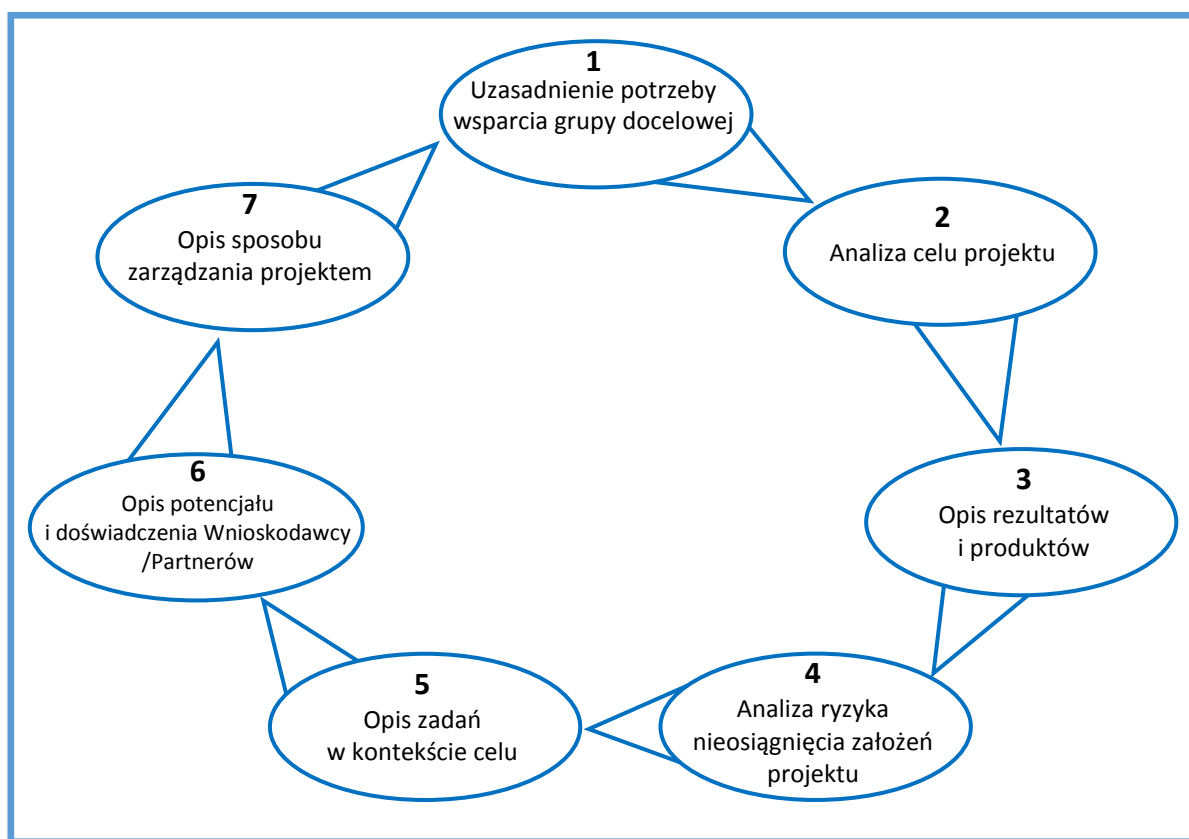 1
Uzasadnienie potrzeby
wsparcia grupy docelowej
2
Analiza celu projektu
3
Opis rezultatów
i produktów
4
Analiza ryzyka
nieosiągnięcia założeń
projektu
5
Opis zadań
w kontekście celu
6
Opis potencjału
i doświadczenia Wnioskodawcy
/Partnerów
7
Opis sposobu
zarządzania projektem